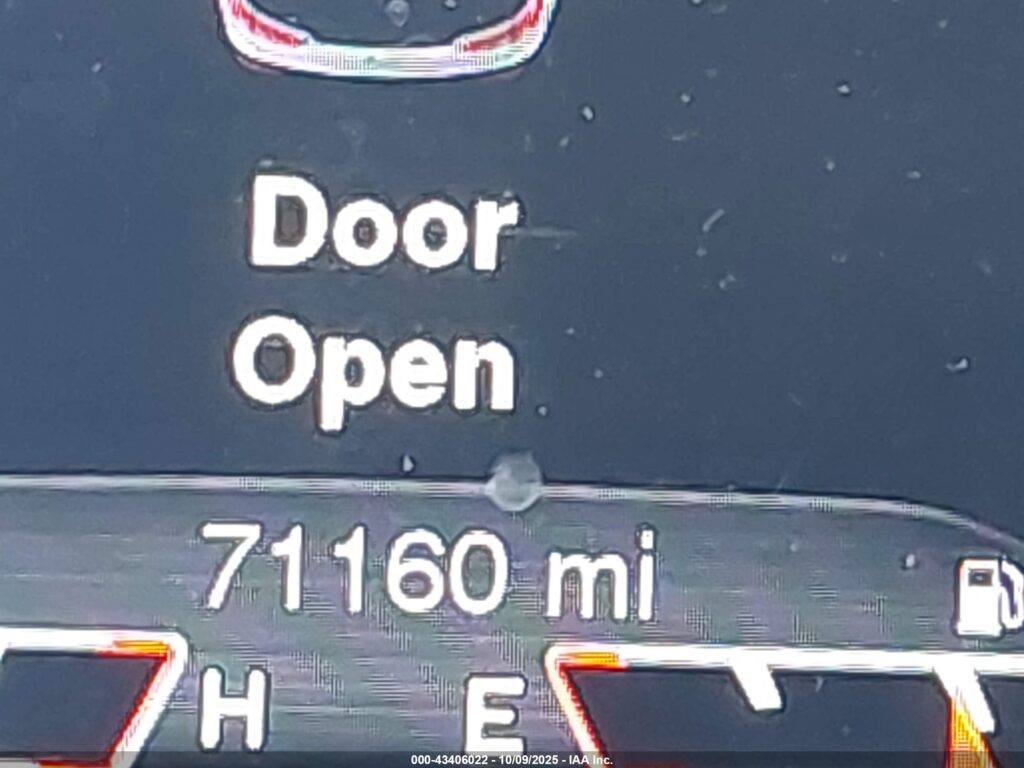 Door
Open
71160 mi
H E
000-43406022 - 10/09/2025 - IAA Inc.